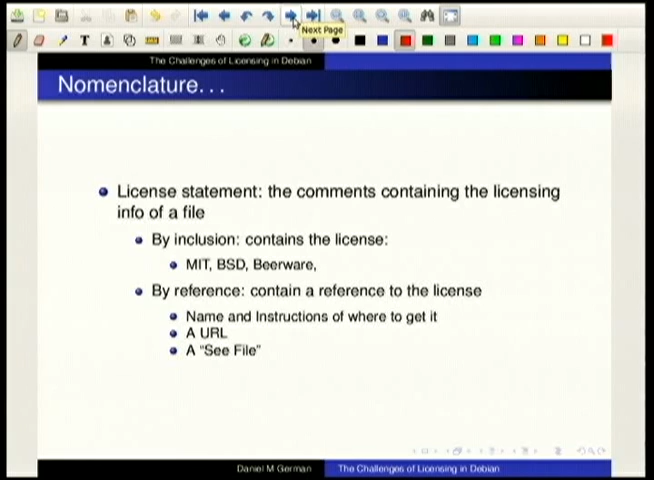 T
Next Page
The Challenges of Licensing in Debian
Nomenclature...
License statement: the comments containing the licensing
info of a file
By inclusion: contains the license:
MIT, BSD, Beerware,
By reference: contain a reference to the license
Name and Instructions of where to get it
A URL
A "See File"
Daniel M German The Challenges of Licensing in Debian